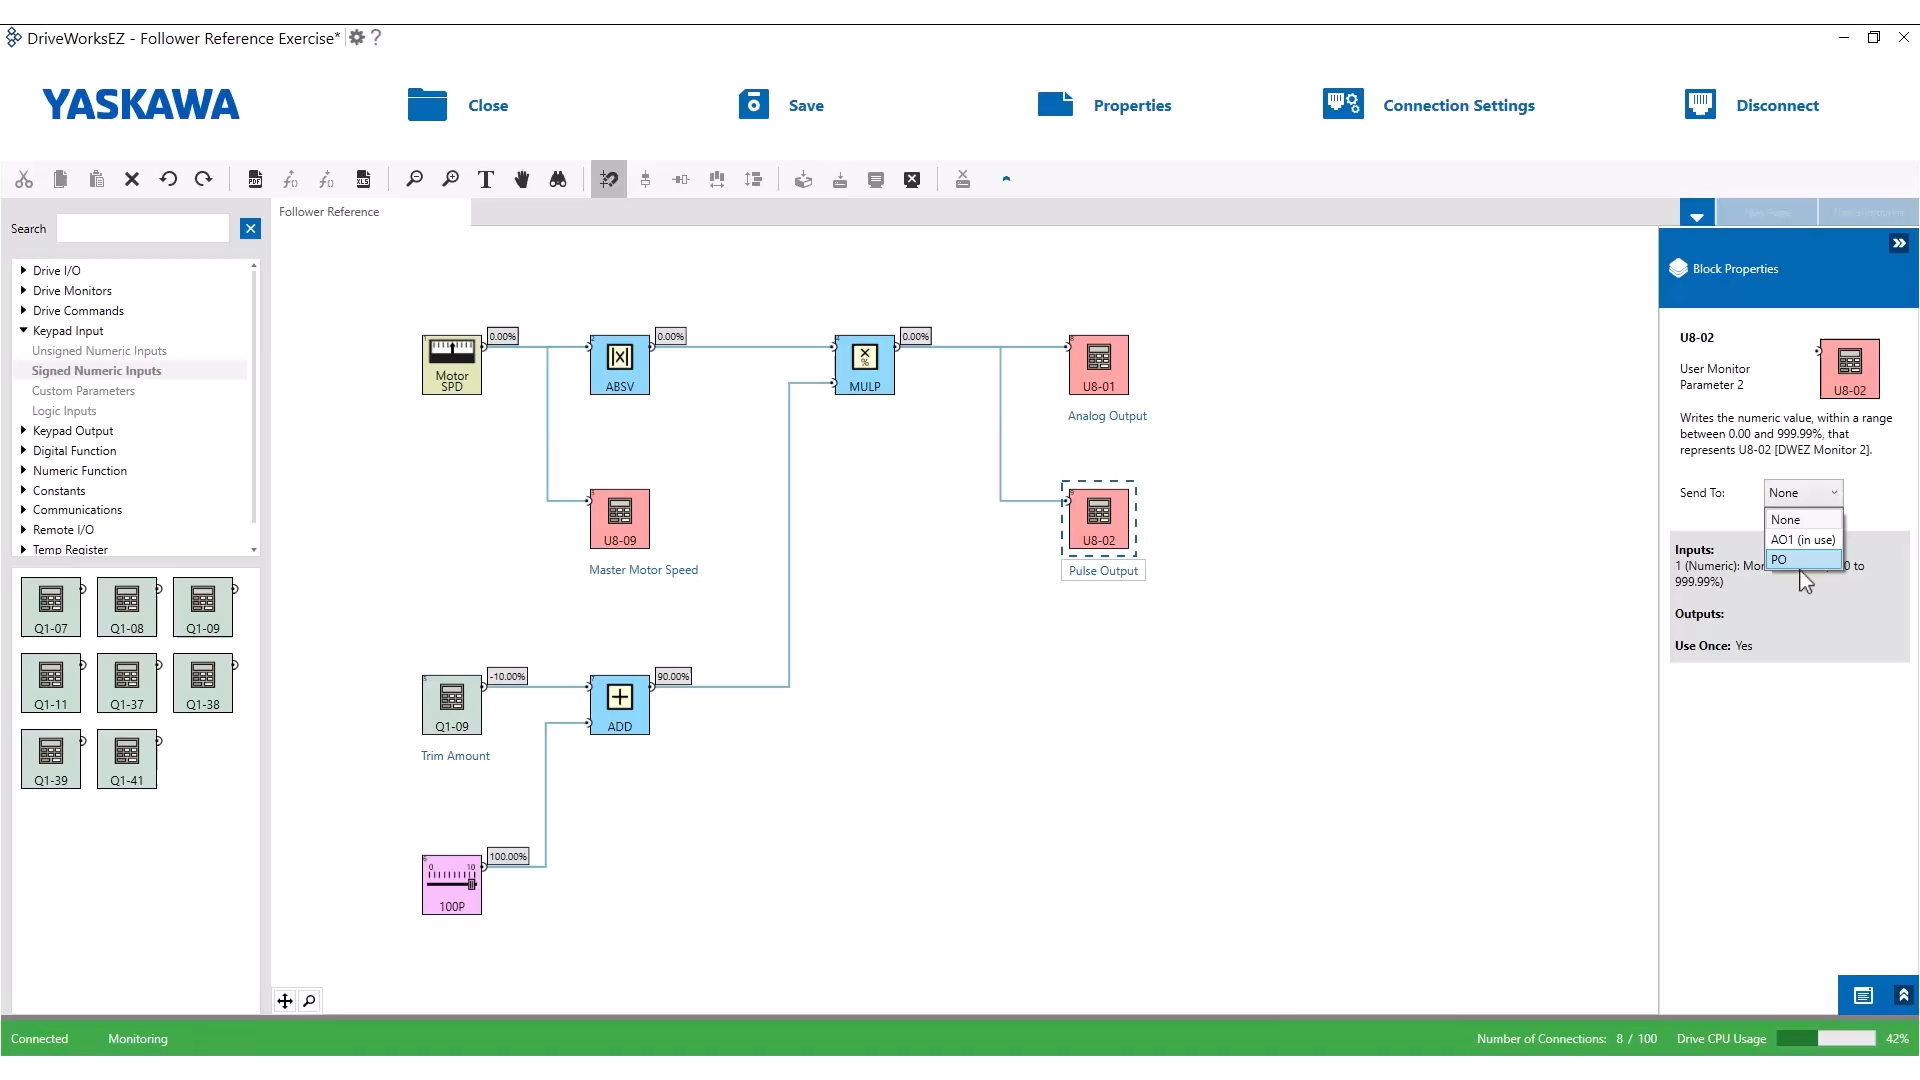 DriveWorksEZ - Follower Reference Exercise*
YASKAWA
Close
Save
Properties
Connection Settings
Disconnect
PDF
XLS
Search
Follower Reference
Drive I/O
Drive Monitors
Drive Commands
Keypad Input
Unsigned Numeric Inputs
Signed Numeric Inputs
Custom Parameters
Logic Inputs
Keypad Output
Digital Function
Numeric Function
Constants
Communications
Remote I/O
Temp Register
Q1-07
Q1-08
Q1-09
Q1-11
Q1-37
Q1-38
Q1-39
Q1-41
0.00%
Motor
SPD
0.00%
ABSV
0.00%
MULP
U8-01
Analog Output
U8-09
Master Motor Speed
U8-02
Pulse Output
-10.00%
Q1-09
Trim Amount
90.00%
ADD
100.00%
0 10
100P
Block Properties
U8-02
User Monitor
Parameter 2
U8-02
Writes the numeric value, within a range
between 0.00 and 999.99%, that
represents U8-02 [DWEZ Monitor 2].
Send To:
None
None
AO1 (in use)
PO
Inputs:
1 (Numeric): Mon 0 to
999.99%)
Outputs:
Use Once: Yes
Connected
Monitoring
Number of Connections: 8 / 100
Drive CPU Usage
42%